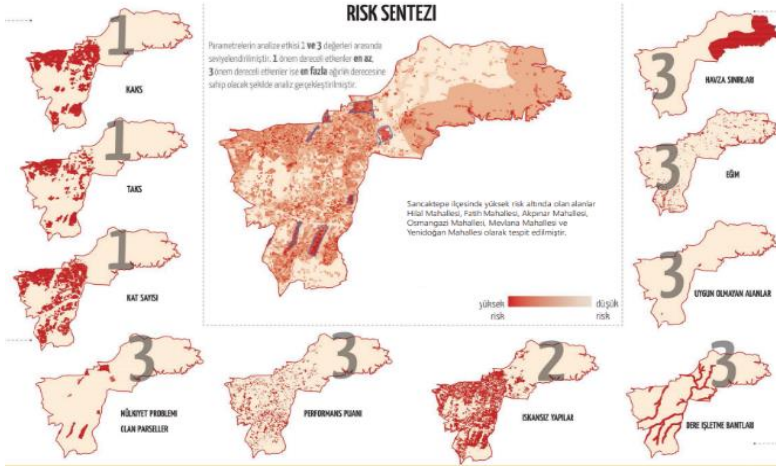 RISK SENTEZI
Parametrelerin analize etkisi 1 ve 3 değerleri arasında
seviyelendirilmiştir. 1 önem dereceli etkenler en az,
3 önem dereceli etkenler ise en fazla ağırlık derecesine
sahip olacak şekilde analiz gerçekleştirilmiştir.
1
KAKS
1
TAKS
1
KAT SAYISI
3
HAVZA SINIRLARI
3
EĞİM
3
UYGUN OLMAYAN ALANLAR
Sancaktepe ilçesinde yüksek risk altında olan alanlar
Hilal Mahallesi, Fatih Mahallesi, Akpınar Mahallesi,
Osmangazi Mahallesi, Mevlana Mahallesi ve
Yenidoğan Mahallesi olarak tespit edilmiştir.
yüksek risk
düşük risk
3
MÜLKİYET PROBLEMI
OLAN PARSELLER
3
PERFORMANS PUANI
2
ISKANSIZ YAPILAR
3
DERE IŞLETME BANTLARI